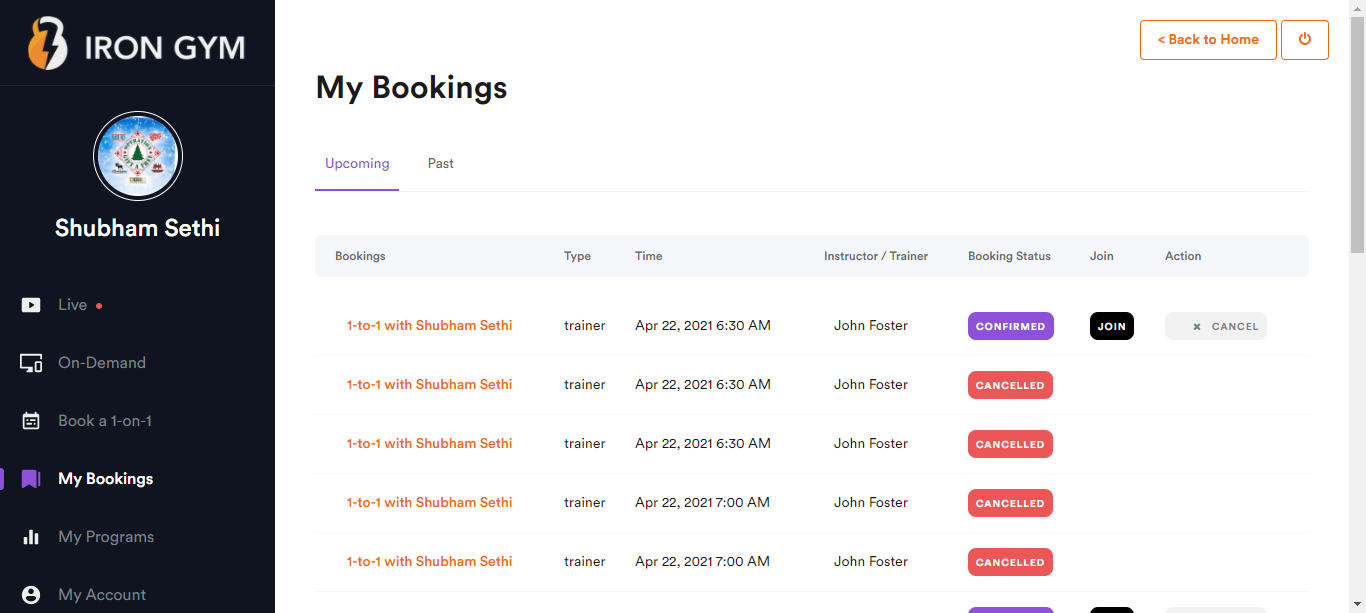 IRON GYM
Shubham Sethi
Live
On-Demand
Book a 1-on-1
My Bookings
My Programs
My Account
< Back to Home
My Bookings
Upcoming Past
Bookings Type Time Instructor / Trainer Booking Status Join Action
1-to-1 with Shubham Sethi trainer Apr 22, 2021 6:30 AM John Foster CONFIRMED JOIN × CANCEL
1-to-1 with Shubham Sethi trainer Apr 22, 2021 6:30 AM John Foster CANCELLED
1-to-1 with Shubham Sethi trainer Apr 22, 2021 6:30 AM John Foster CANCELLED
1-to-1 with Shubham Sethi trainer Apr 22, 2021 7:00 AM John Foster CANCELLED
1-to-1 with Shubham Sethi trainer Apr 22, 2021 7:00 AM John Foster CANCELLED